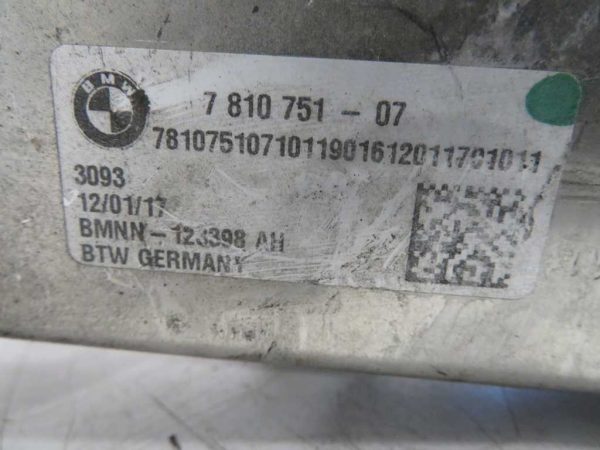 BMW
7 810 751 - 07
7810751071011901612011701011
3093
12/01/17
BMNN-123398 AH
BTW GERMANY